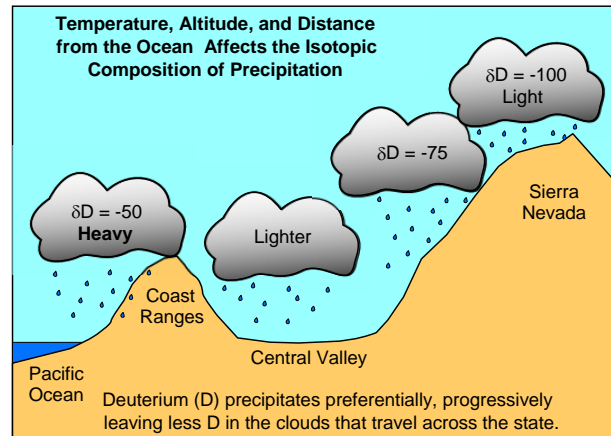 Temperature, Altitude, and Distance
from the Ocean Affects the Isotopic
Composition of Precipitation
δD = -100
Light
δD = -75
δD = -50
Heavy
Lighter
Sierra
Nevada
Coast
Ranges
Central Valley
Pacific
Ocean
Deuterium (D) precipitates preferentially, progressively
leaving less D in the clouds that travel across the state.